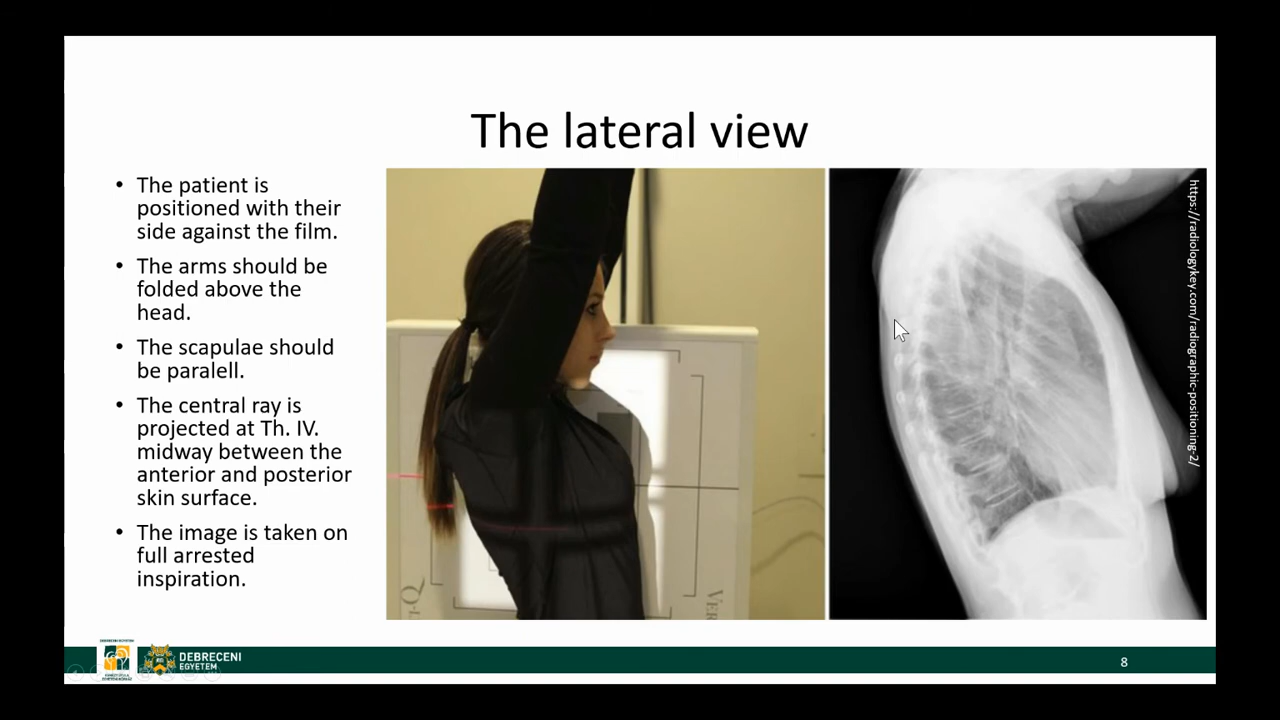 The lateral view
• The patient is
positioned with their
side against the film.
• The arms should be
folded above the
head.
• The scapulae should
be paralell.
• The central ray is
projected at Th. IV.
midway between the
anterior and posterior
skin surface.
• The image is taken on
full arrested
inspiration.
https://radiologykey.com/radiographic-positioning-2/
DEBRECENI
EGYETEM
8